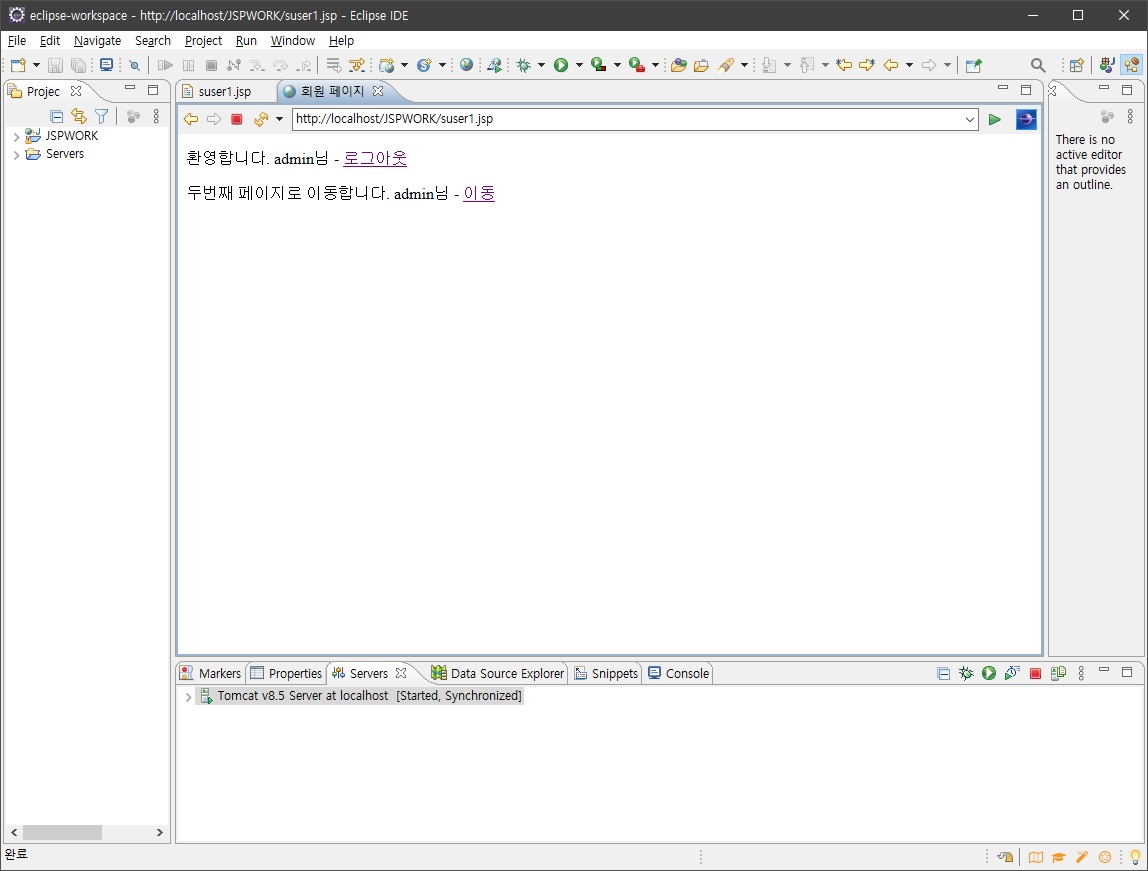 eclipse-workspace - http://localhost/JSPWORK/suser1.jsp - Eclipse IDE
File Edit Navigate Search Project Run Window Help
Projec
suser1.jsp
회원 페이지
http://localhost/JSPWORK/suser1.jsp
JSPWORK
Servers
환영합니다. admin님 - 로그아웃
두번째 페이지로 이동합니다. admin님 - 이동
There is no
active editor
that provides
an outline.
Markers Properties Servers Data Source Explorer Snippets Console
Tomcat v8.5 Server at localhost [Started, Synchronized]
완료